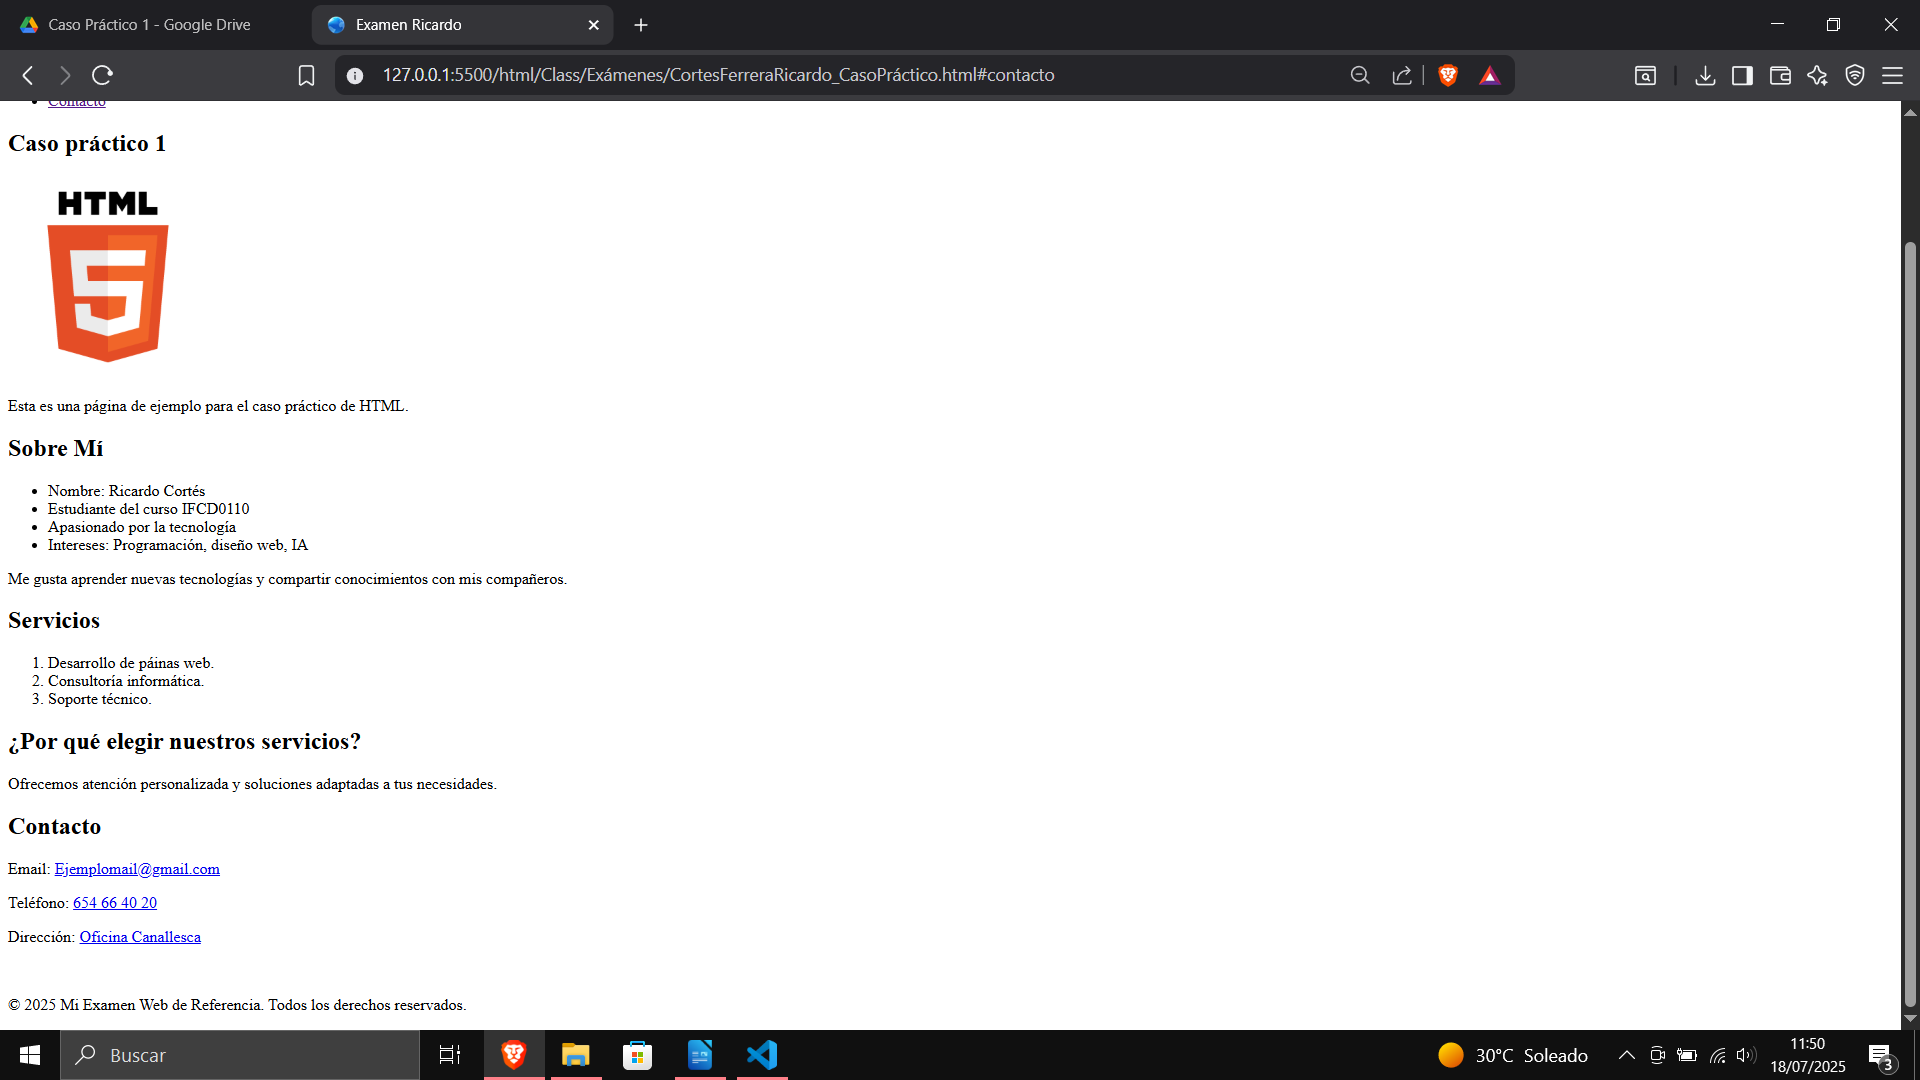 Caso Práctico 1 - Google Drive
Examen Ricardo
127.0.0.1:5500/html/Class/Exámenes/CortesFerreraRicardo_CasoPráctico.html#contacto
Contacto
Caso práctico 1
HTML
5
Esta es una página de ejemplo para el caso práctico de HTML.
Sobre Mí
Nombre: Ricardo Cortés
Estudiante del curso IFCD0110
Apasionado por la tecnología
Intereses: Programación, diseño web, IA
Me gusta aprender nuevas tecnologías y compartir conocimientos con mis compañeros.
Servicios
1. Desarrollo de páinas web.
2. Consultoría informática.
3. Soporte técnico.
¿Por qué elegir nuestros servicios?
Ofrecemos atención personalizada y soluciones adaptadas a tus necesidades.
Contacto
Email: Ejemplomail@gmail.com
Teléfono: 654 66 40 20
Dirección: Oficina Canallesca
© 2025 Mi Examen Web de Referencia. Todos los derechos reservados.
Buscar
30°C Soleado
11:50
18/07/2025
3